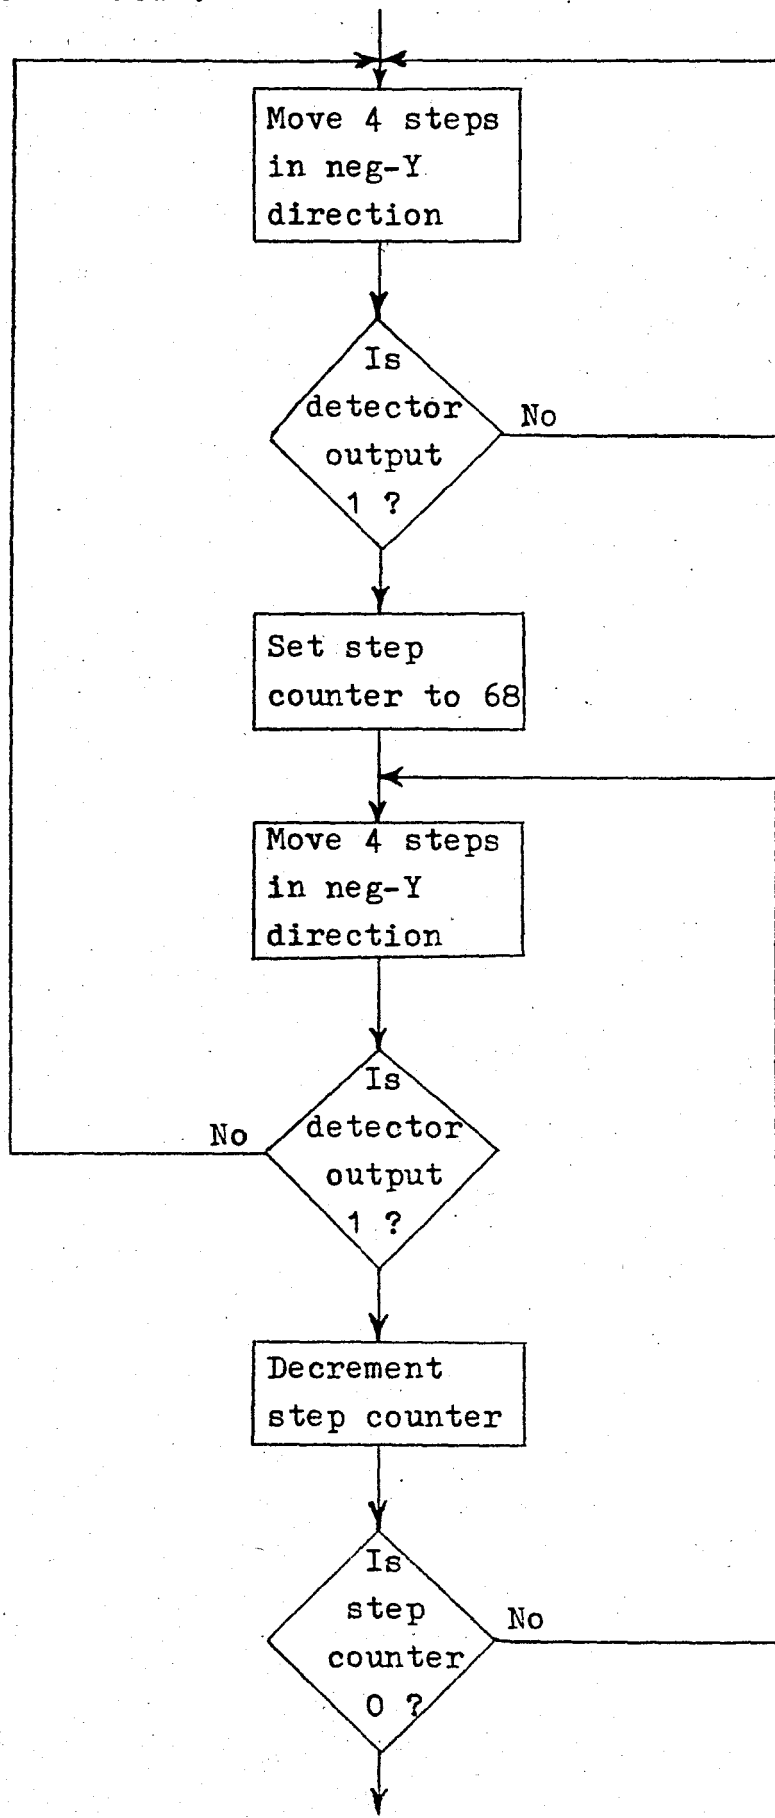 Move 4 steps
in neg-Y
direction
Is
detector
output
1 ?
No
Set step
counter to 68
Move 4 steps
in neg-Y
direction
Is
detector
output
1 ?
No
Decrement
step counter
Is
step
counter
0 ?
No